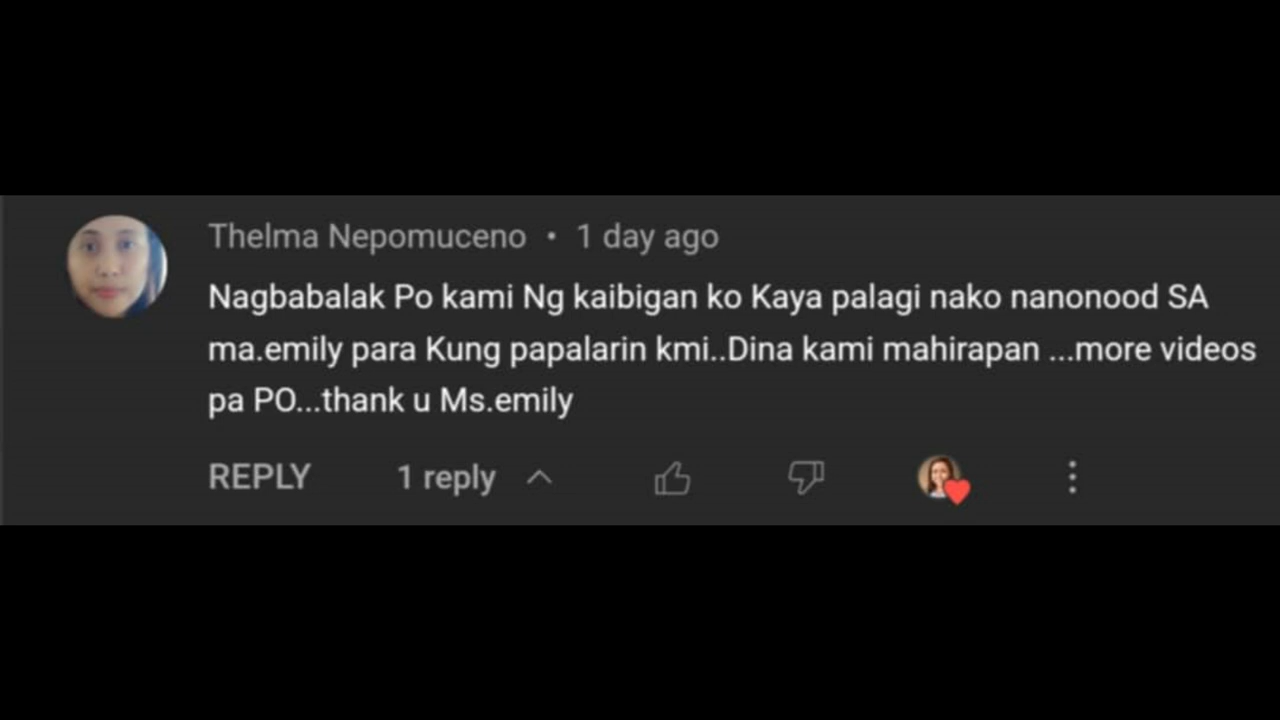 Thelma Nepomuceno • 1 day ago
Nagbabalak Po kami Ng kaibigan ko Kaya palagi nako nanonood SA
ma.emily para Kung papalarin kmi..Dina kami mahirapan ...more videos
pa PO...thank u Ms.emily
REPLY 1 reply